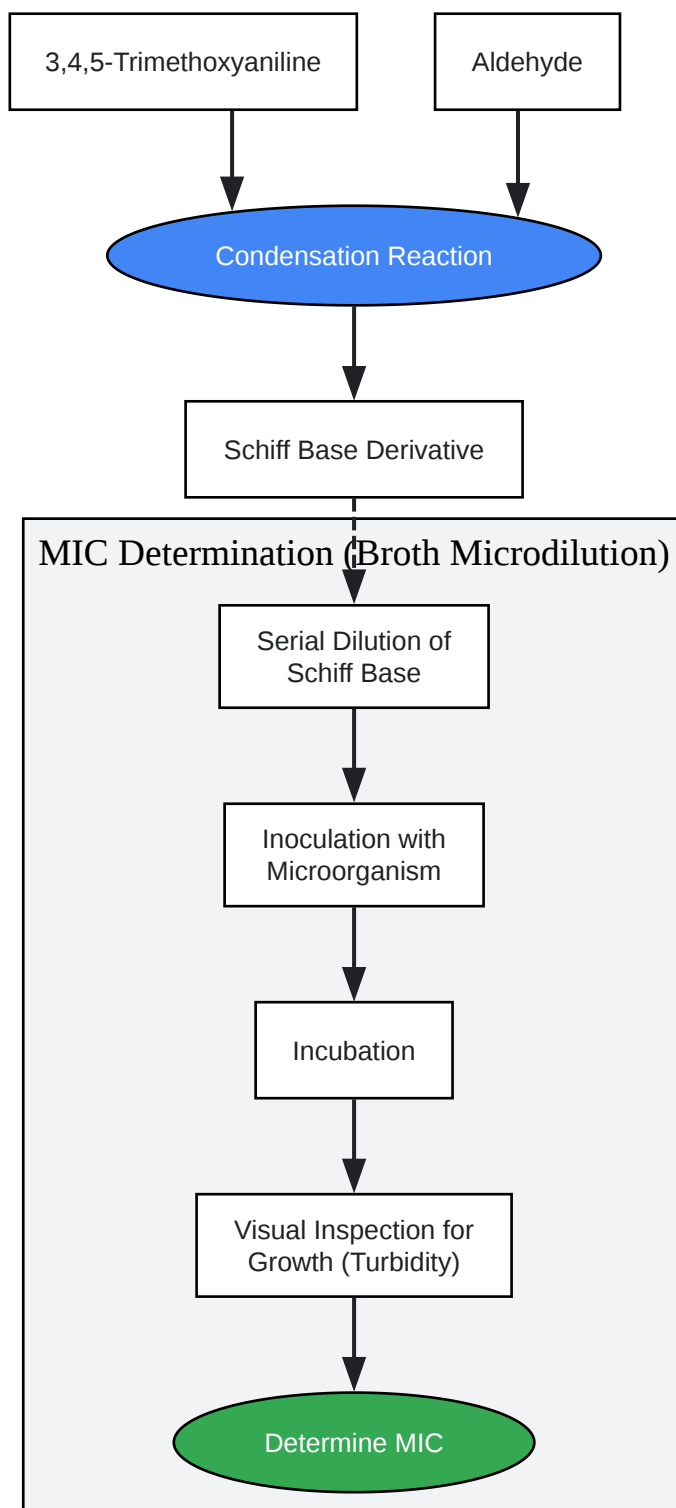 3,4,5-Trimethoxyaniline
Aldehyde
Condensation Reaction
Schiff Base Derivative
MIC Determination (Broth Microdilution)
Serial Dilution of
Schiff Base
Inoculation with
Microorganism
Incubation
Visual Inspection for
Growth (Turbidity)
Determine MIC